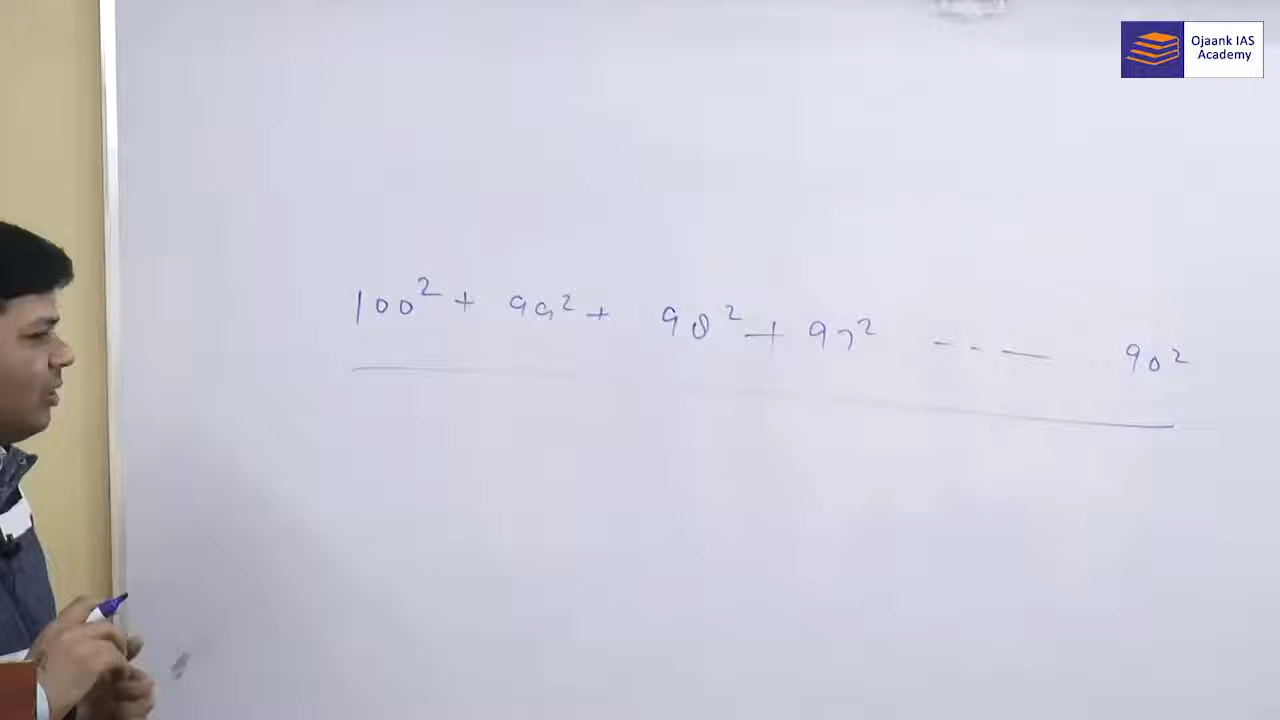 Ojaank IAS
Academy
100² + 99² + 98² + 97² - - — 90²